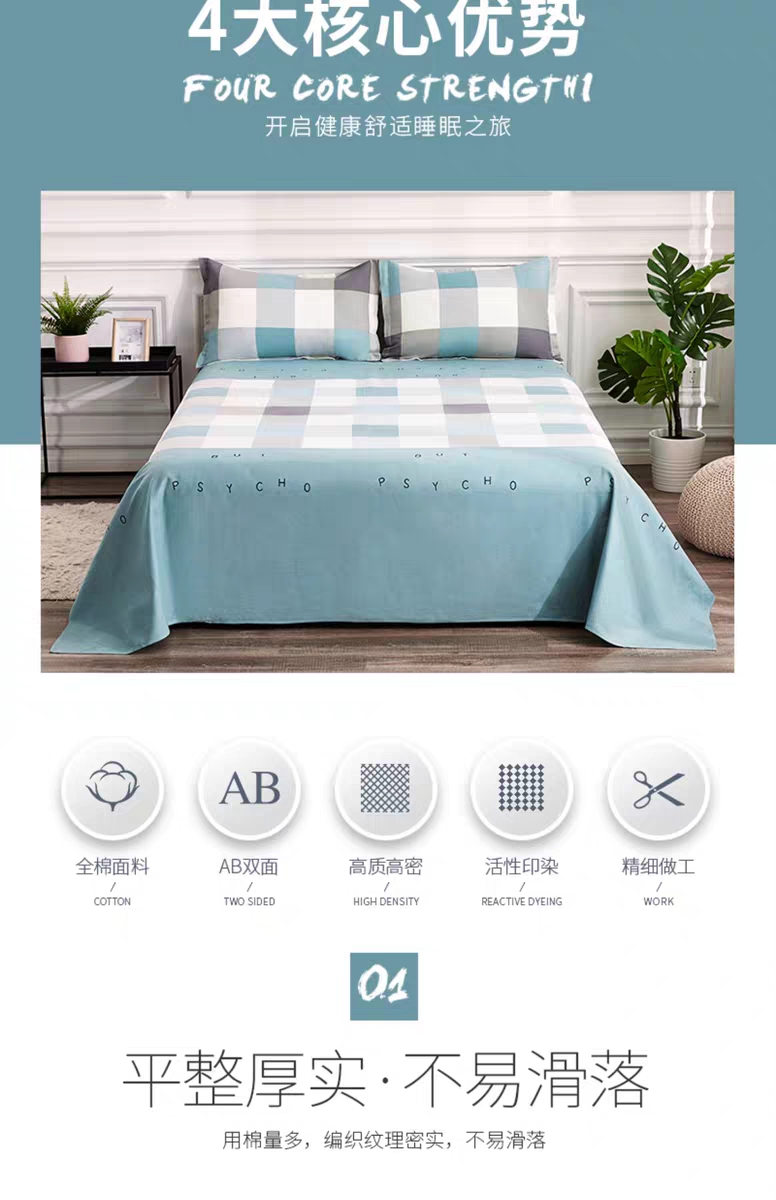 4大核心优势
FOUR CORE STRENGTH1
开启健康舒适睡眠之旅
PSYCHO PSYCHO PSYCHO
全棉面料 AB双面 高质高密 活性印染 精细做工
/ / / / /
COTTON TWO SIDED HIGH DENSITY REACTIVE DYEING WORK
AB
01
平整厚实·不易滑落
用棉量多，编织纹理密实，不易滑落